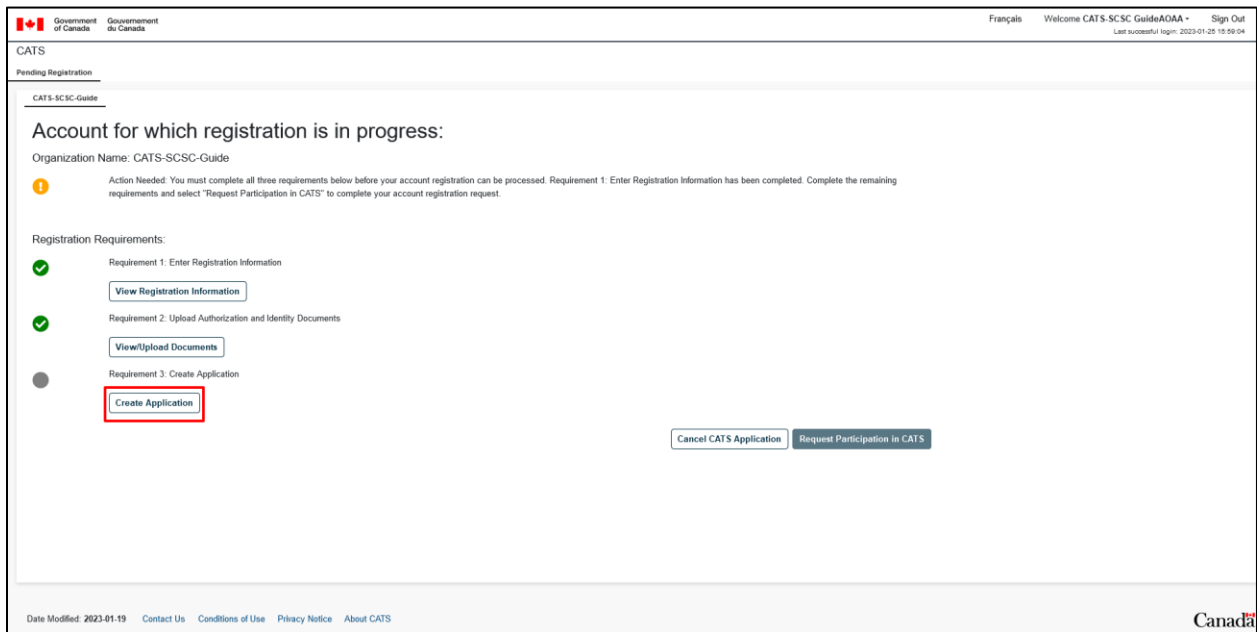 Government of Canada
Gouvernement du Canada
Français
Welcome CATS-SCSC GuideAOAA
Sign Out
Last successful login: 2023-01-25 15:59:04
CATS
Pending Registration
CATS-SCSC-Guide
Account for which registration is in progress:
Organization Name: CATS-SCSC-Guide
Action Needed: You must complete all three requirements below before your account registration can be processed. Requirement 1: Enter Registration Information has been completed. Complete the remaining
requirements and select "Request Participation in CATS" to complete your account registration request.
Registration Requirements:
Requirement 1: Enter Registration Information
View Registration Information
Requirement 2: Upload Authorization and Identity Documents
View/Upload Documents
Requirement 3: Create Application
Create Application
Cancel CATS Application
Request Participation in CATS
Date Modified: 2023-01-19
Contact Us
Conditions of Use
Privacy Notice
About CATS
Canada